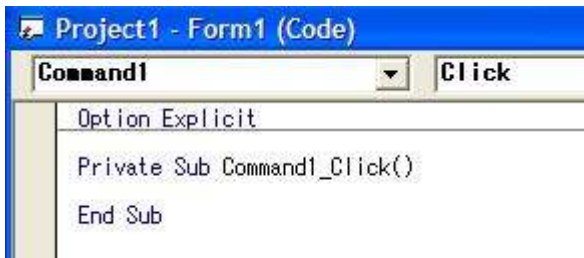 Project1 - Form1 (Code)
Command1 Click
Option Explicit
Private Sub Command1_Click()
End Sub